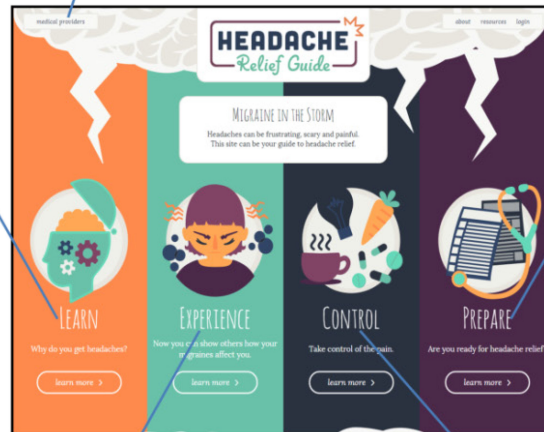 medical providers
about resources login
HEADACHE
Relief Guide
MIGRAINE IN THE STORM
Headaches can be frustrating, scary and painful.
This site can be your guide to headache relief.
LEARN
Why do you get headaches?
learn more >
EXPERIENCE
Now you can show others how your
migraines affect you.
learn more >
CONTROL
Take control of the pain.
learn more >
PREPARE
Are you ready for headache relief
learn more >